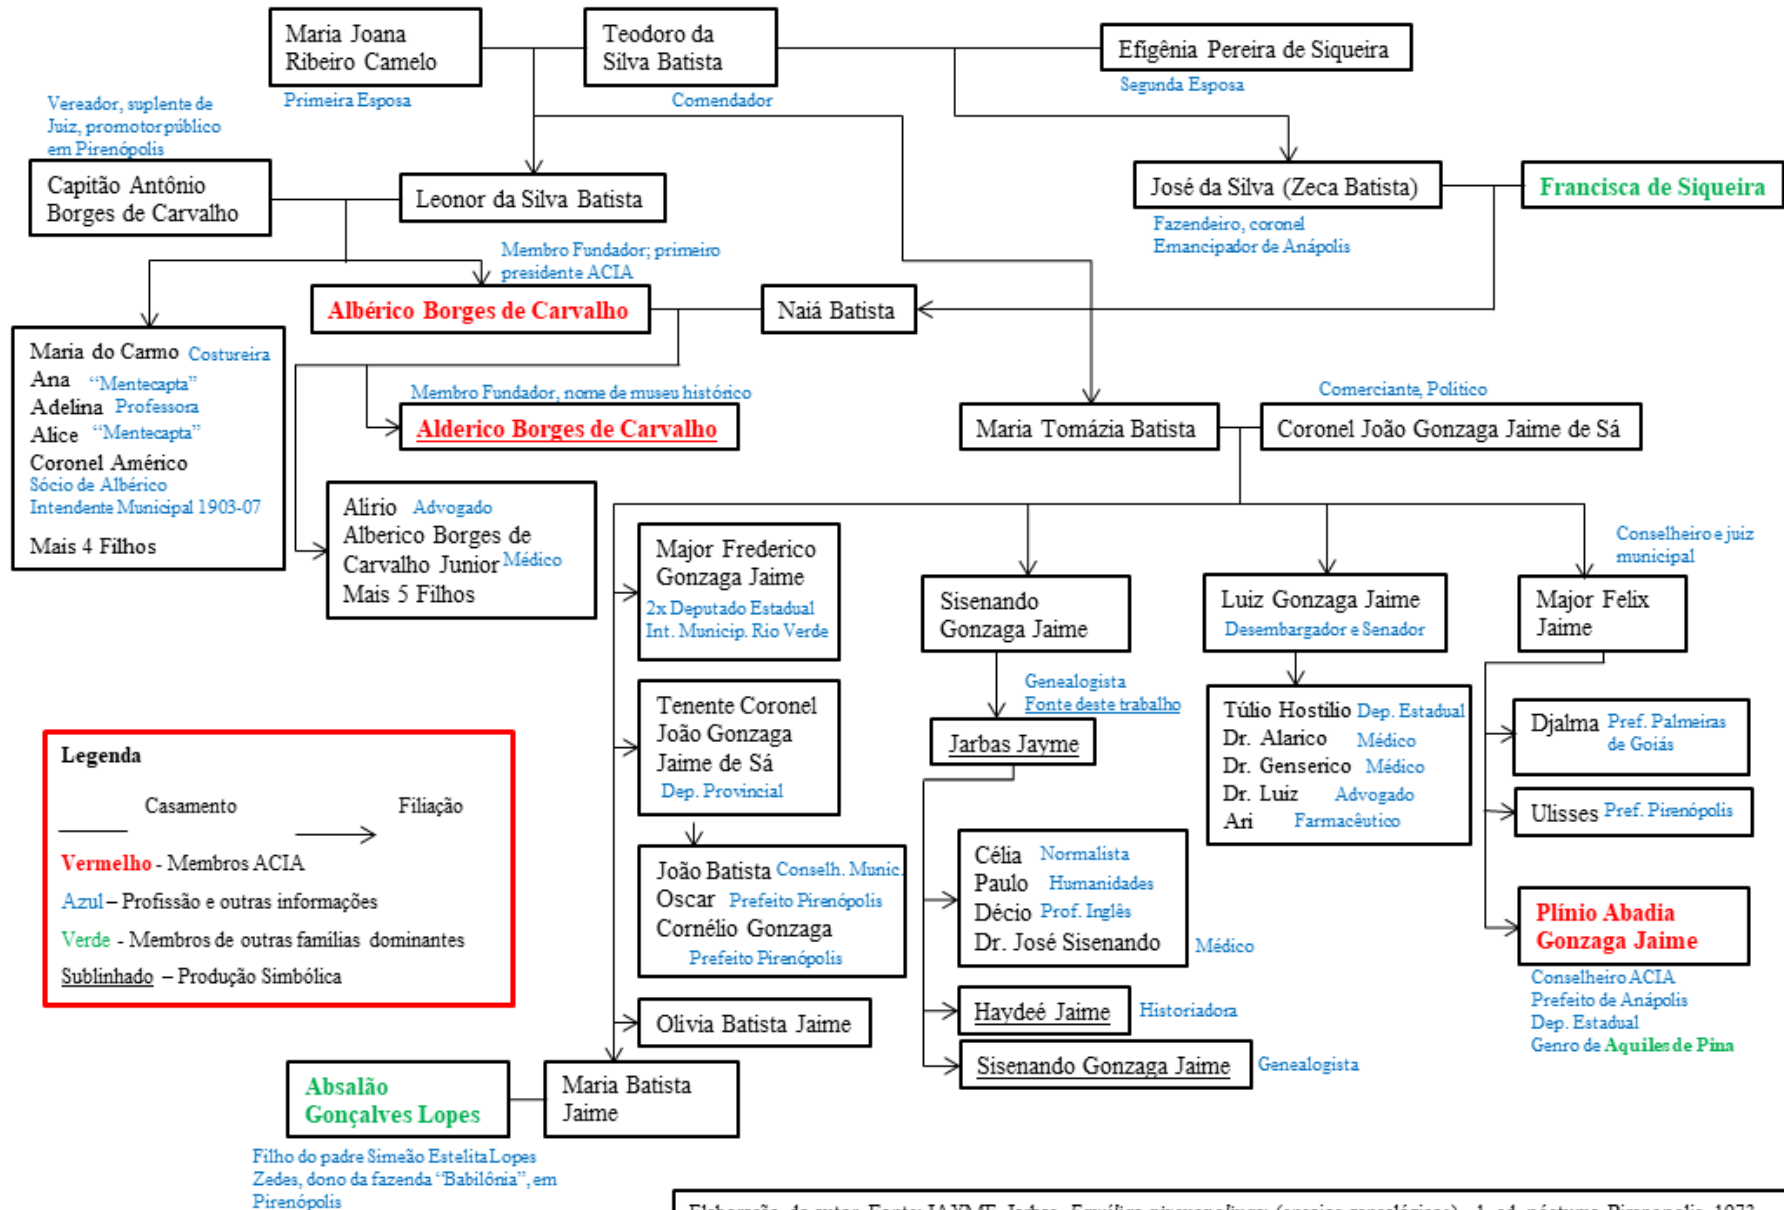 Maria Joana
Ribeiro Camelo
Primeira Esposa
Teodoro da
Silva Batista
Comendador
Efigênia Pereira de Siqueira
Segunda Esposa
Vereador, suplente de
Juiz, promotor público
em Pirenópolis
Capitão Antônio
Borges de Carvalho
Leonor da Silva Batista
José da Silva (Zeca Batista)
Fazendeiro, coronel
Emancipador de Anápolis
Francisca de Siqueira
Membro Fundador; primeiro
presidente ACIA
Albérico Borges de Carvalho
Naiá Batista
Maria do Carmo Costureira
Ana “Mentecapta”
Adelina Professora
Alice “Mentecapta”
Coronel Américo
Sócio de Albérico
Intendente Municipal 1903-07
Mais 4 Filhos
Membro Fundador, nome de museu histórico
Alderico Borges de Carvalho
Comerciante, Politico
Maria Tomázia Batista
Coronel João Gonzaga Jaime de Sá
Alírio Advogado
Alberico Borges de
Carvalho Junior Médico
Mais 5 Filhos
Major Frederico
Gonzaga Jaime
2x Deputado Estadual
Int. Municip. Rio Verde
Sisenando
Gonzaga Jaime
Luiz Gonzaga Jaime
Desembargador e Senador
Conselheiro e juiz
municipal
Major Felix
Jaime
Tenente Coronel
João Gonzaga
Jaime de Sá
Dep. Provincial
Genealogista
Fonte deste trabalho
Jarbas Jayme
Túlio Hostílio Dep. Estadual
Dr. Alarico Médico
Dr. Genserico Médico
Dr. Luiz Advogado
Ari Farmacêutico
Djalma Pref. Palmeiras
de Goiás
Ulisses Pref. Pirenópolis
Legenda
Casamento Filiação
Vermelho - Membros ACIA
Azul – Profissão e outras informações
Verde - Membros de outras famílias dominantes
Sublinhado – Produção Simbólica
João Batista Conselh. Munic.
Oscar Prefeito Pirenópolis
Cornélio Gonzaga
Prefeito Pirenópolis
Célia Normalista
Paulo Humanidades
Décio Prof. Inglês
Dr. José Sisenando Médico
Plínio Abadia
Gonzaga Jaime
Conselheiro ACIA
Prefeito de Anápolis
Dep. Estadual
Genro de Aquiles de Pina
Olívia Batista Jaime
Haydeé Jaime Historiadora
Sisenando Gonzaga Jaime Genealogista
Absalão
Gonçalves Lopes
Maria Batista
Jaime
Filho do padre Simeão Estelita Lopes
Zedes, dono da fazenda “Babilônia”, em
Pirenópolis